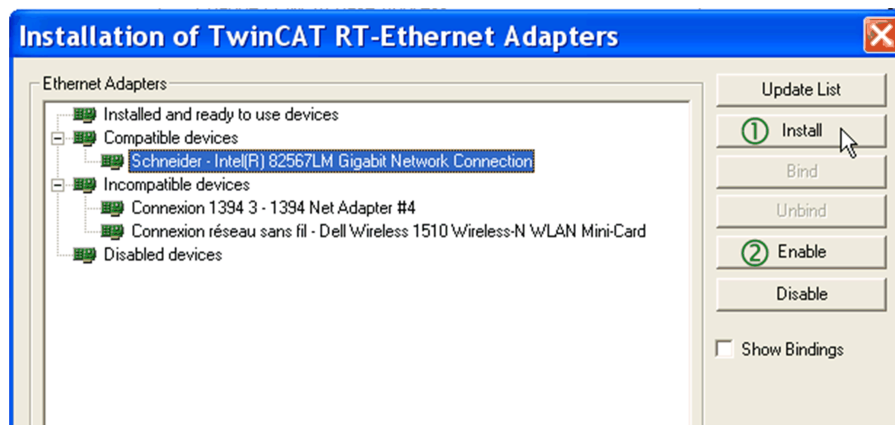 Installation of TwinCAT RT-Ethernet Adapters
Ethernet Adapters
Installed and ready to use devices
Compatible devices
Schneider - Intel(R) 82567LM Gigabit Network Connection
Incompatible devices
Connexion 1394 3 - 1394 Net Adapter #4
Connexion réseau sans fil - Dell Wireless 1510 Wireless-N WLAN Mini-Card
Disabled devices
Update List
1 Install
Bind
Unbind
2 Enable
Disable
Show Bindings